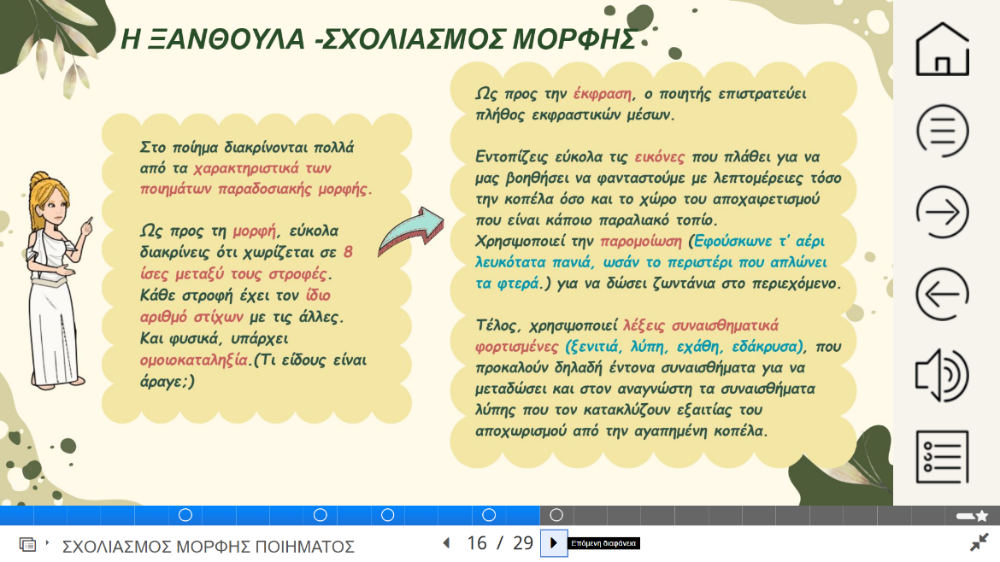 Η ΞΑΝΘΟΥΛΑ -ΣΧΟΛΙΑΣΜΟΣ ΜΟΡΦΗΣ
Στο ποίημα διακρίνονται πολλά
από τα χαρακτηριστικά των
ποιημάτων παραδοσιακής μορφής.
Ως προς τη μορφή, εύκολα
διακρίνεις ότι χωρίζεται σε 8
ίσες μεταξύ τους στροφές.
Κάθε στροφή έχει τον ίδιο
αριθμό στίχων με τις άλλες.
Και φυσικά, υπάρχει
ομοιοκαταληξία.(Τι είδους είναι
άραγε;)
Ως προς την έκφραση, ο ποιητής επιστρατεύει
πλήθος εκφραστικών μέσων.
Εντοπίζεις εύκολα τις εικόνες που πλάθει για να
μας βοηθήσει να φανταστούμε με λεπτομέρειες τόσο
την κοπέλα όσο και το χώρο του αποχαιρετισμού
που είναι κάποιο παραλιακό τοπίο.
Χρησιμοποιεί την παρομοίωση (Εφούσκωνε τ' αέρι
λευκότατα πανιά, ωσάν το περιστέρι που απλώνει
τα φτερά.) για να δώσει ζωντάνια στο περιεχόμενο.
Τέλος, χρησιμοποιεί λέξεις συναισθηματικά
φορτισμένες (ξενιτιά, λύπη, εχάθη, εδάκρυσα), που
προκαλούν δηλαδή έντονα συναισθήματα για να
μεταδώσει και στον αναγνώστη τα συναισθήματα
λύπης που τον κατακλύζουν εξαιτίας του
αποχωρισμού από την αγαπημένη κοπέλα.
ΣΧΟΛΙΑΣΜΟΣ ΜΟΡΦΗΣ ΠΟΙΗΜΑΤΟΣ
16 / 29
Επόμενη διαφάνεια